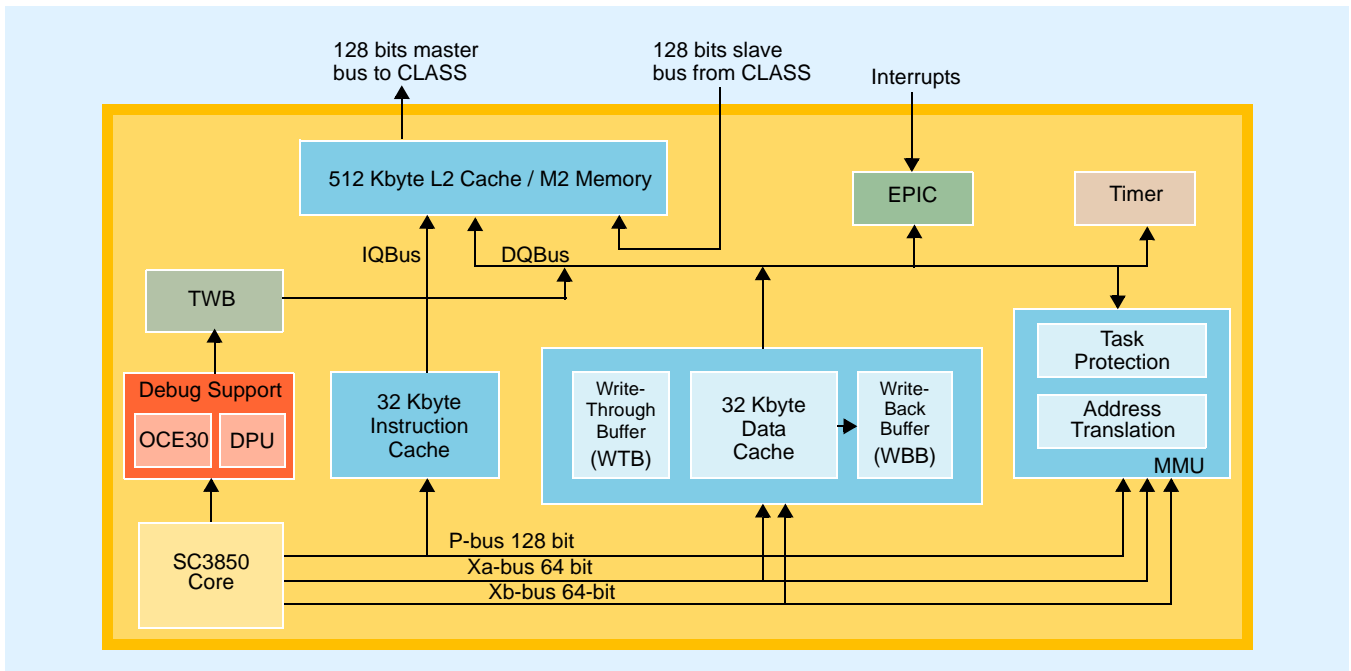 128 bits master
bus to CLASS
128 bits slave
bus from CLASS
Interrupts
512 Kbyte L2 Cache / M2 Memory
EPIC
Timer
IQBus
DQBus
TWB
Task
Protection
Address
Translation
MMU
Debug Support
OCE30
DPU
32 Kbyte
Instruction
Cache
Write-
Through
Buffer
(WTB)
32 Kbyte
Data
Cache
Write-
Back
Buffer
(WBB)
SC3850
Core
P-bus 128 bit
Xa-bus 64 bit
Xb-bus 64-bit